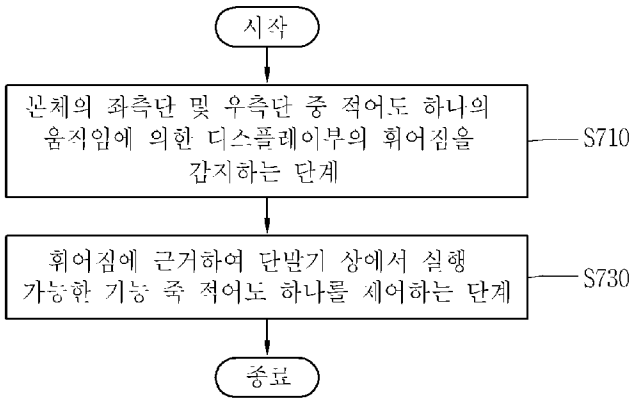 시작
본체의 좌측단 및 우측단 중 적어도 하나의
움직임에 의한 디스플레이부의 휘어짐을
감지하는 단계
S710
휘어짐에 근거하여 단말기 상에서 실행
가능한 기능 중 적어도 하나를 제어하는 단계
S730
종료